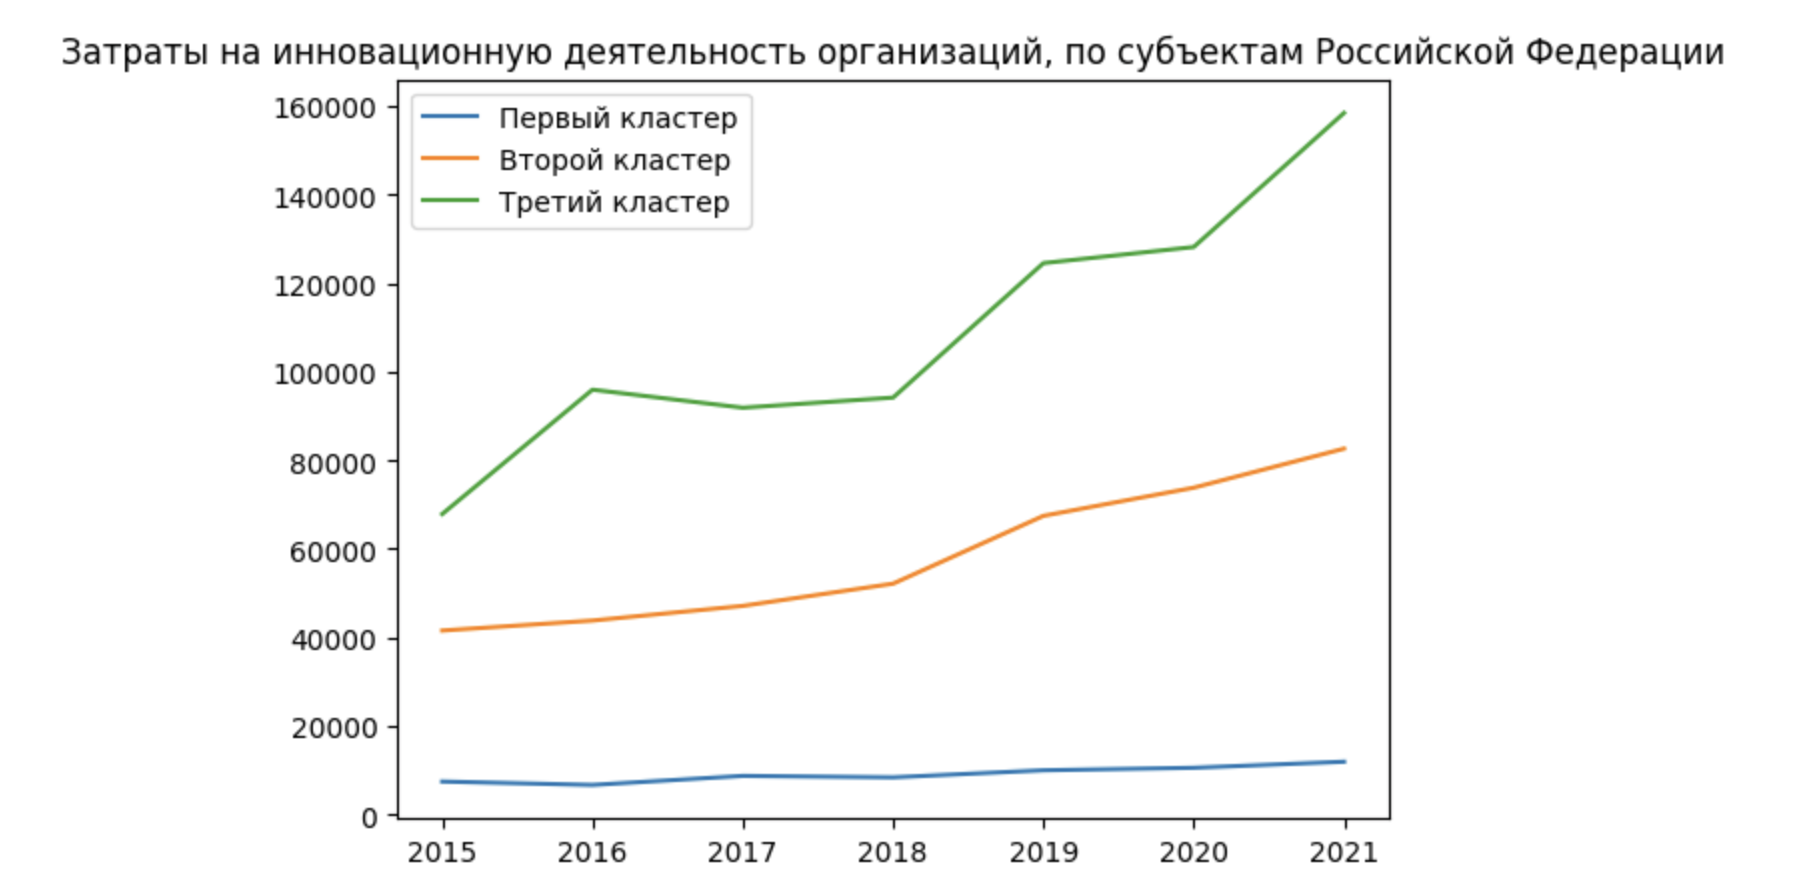 Затраты на инновационную деятельность организаций, по субъектам Российской Федерации
Первый кластер
Второй кластер
Третий кластер
160000
140000
120000
100000
80000
60000
40000
20000
0
2015 2016 2017 2018 2019 2020 2021